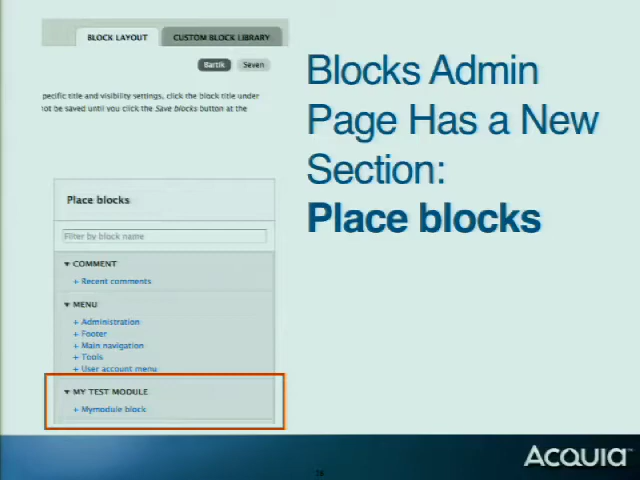 BLOCK LAYOUT
CUSTOM BLOCK LIBRARY
Bartik
Seven
pecific title and visibility settings, click the block title under
not be saved until you click the Save blocks button at the
Place blocks
Filter by block name
▼ COMMENT
+ Recent comments
▼ MENU
+ Administration
+ Footer
+ Main navigation
+ Tools
+ User account menu
▼ MY TEST MODULE
+ Mymodule block
Blocks Admin
Page Has a New
Section:
Place blocks
ACQUIA